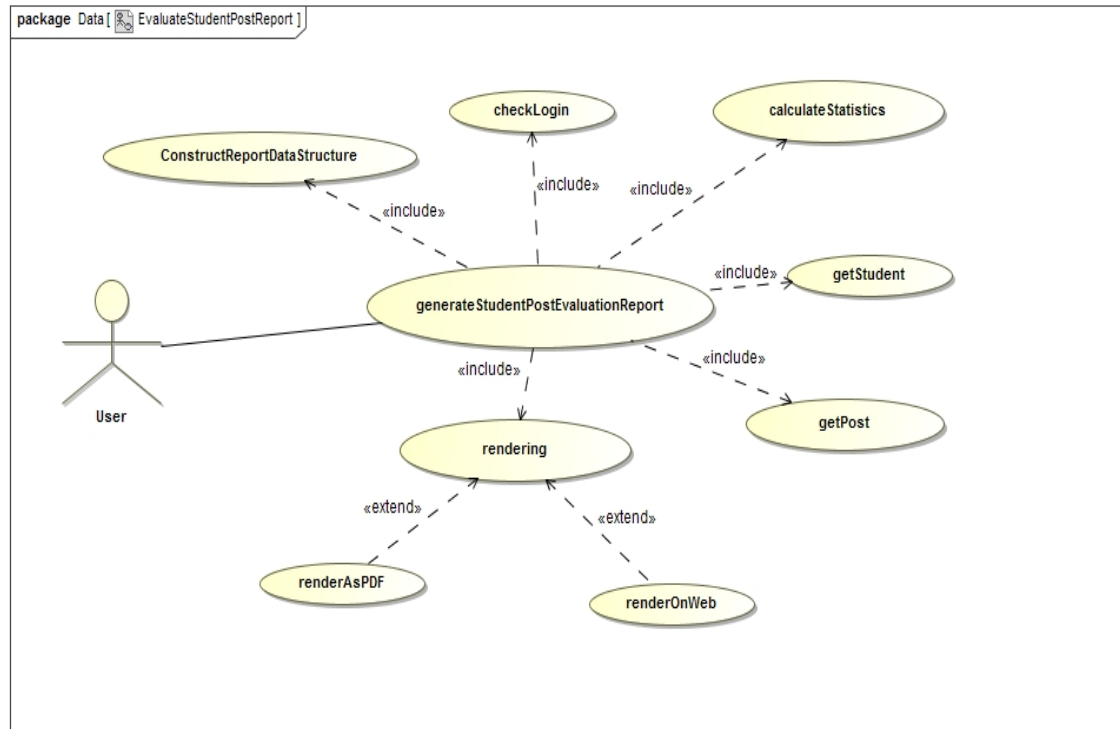 package Data [ EvaluateStudentPostReport ]
checkLogin
calculateStatistics
ConstructReportDataStructure
«include»
«include»
«include»
«include»
getStudent
generateStudentPostEvaluationReport
«include»
«include»
User
getPost
rendering
«extend»
«extend»
renderAsPDF
renderOnWeb